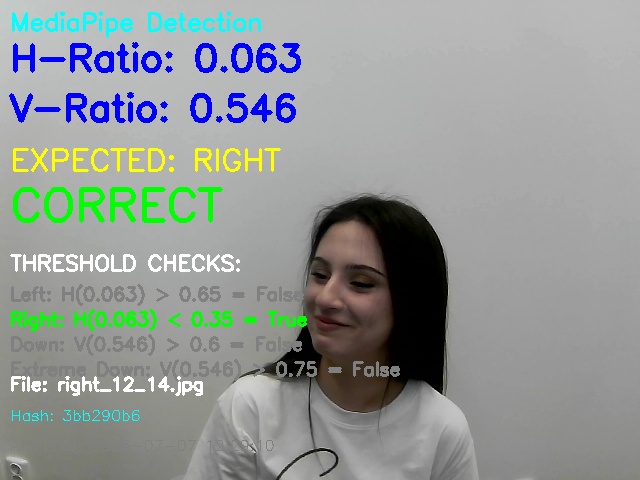 MediaPipe Detection
H-Ratio: 0.063
V-Ratio: 0.546
EXPECTED: RIGHT
CORRECT
THRESHOLD CHECKS:
Left: H(0.063) > 0.65 = False
Right: H(0.063) < 0.35 = True
Down: V(0.546) > 0.6 = False
Extreme Down: V(0.546) > 0.75 = False
File: right_12_14.jpg
Hash: 3bb290b6